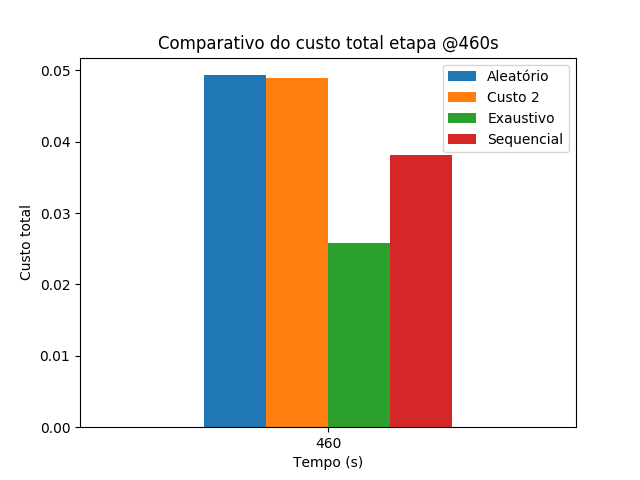 Comparativo do custo total etapa @460s
Aleatório
Custo 2
Exaustivo
Sequencial
Custo total
0.05
0.04
0.03
0.02
0.01
0.00
460
Tempo (s)